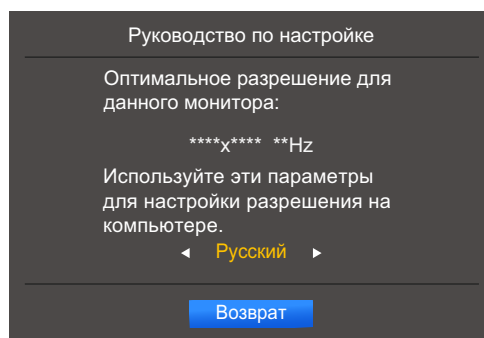 Руководство по настройке
Оптимальное разрешение для
данного монитора:
****x**** **Hz
Используйте эти параметры
для настройки разрешения на
компьютере.
Русский
Возврат